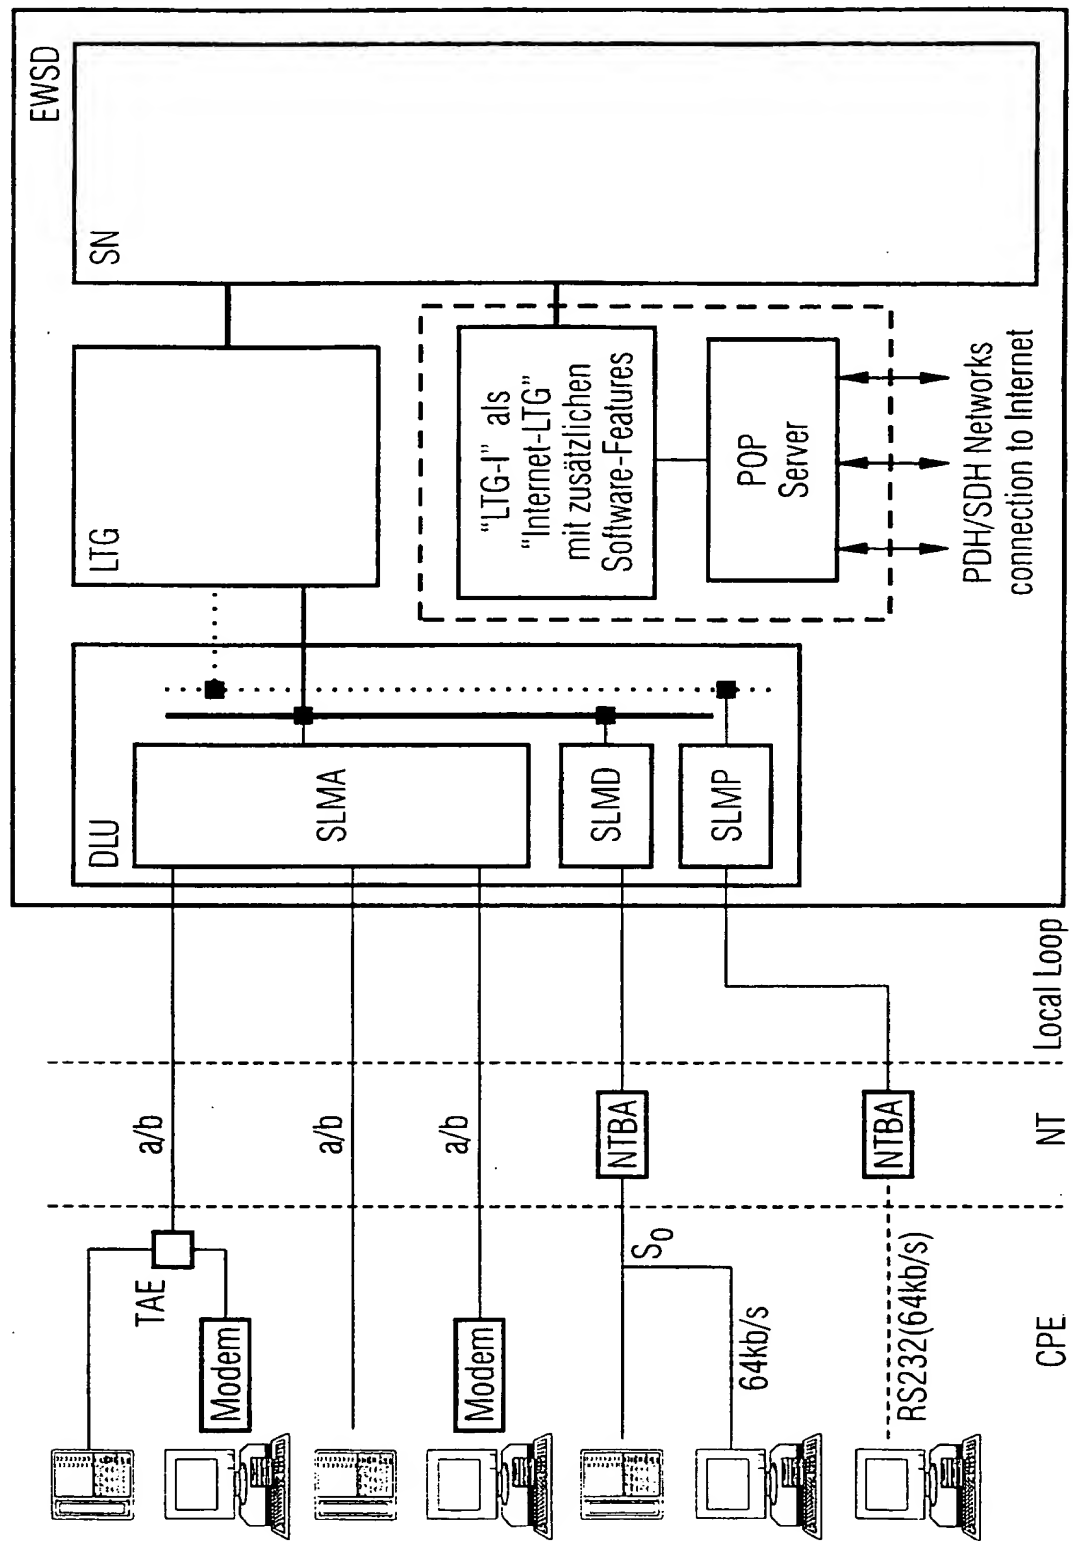 EWSD
SN
LTG
"LTG-I" als
"Internet-LTG"
mit zusätzlichen
Software-Features
POP
Server
PDH/SDH Networks
connection to Internet
DLU
SLMA
SLMD
SLMP
Local Loop
a/b
a/b
a/b
NTBA
NTBA
NT
TAE
Modem
Modem
S0
64kb/s
RS232(64kb/s)
CPE